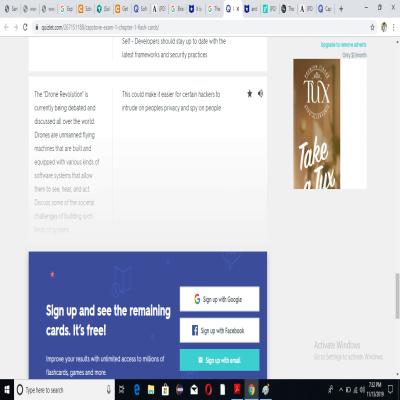 quizlet.com/267151188/capstone-exam-1-chapter-1-flash-cards/
Self - Developers should stay up to date with the
latest frameworks and security practices
Upgrade to remove adverts
Only $1/month
The "Drone Revolution" is
currently being debated and
discussed all over the world.
Drones are unmanned flying
machines that are built and
equipped with various kinds of
software systems that allow
them to see, hear, and act.
Discuss some of the societal
challenges of building such
kinds of systems.
This could make it easier for certain hackers to
intrude on peoples privacy and spy on people
TUX
Take
a Tux
Sign up and see the remaining
cards. It's free!
Improve your results with unlimited access to millions of
flashcards, games and more.
Sign up with Google
Sign up with Facebook
Sign up with email
Activate Windows
Go to Settings to activate Windows.
Type here to search
7:52 PM
11/13/2019